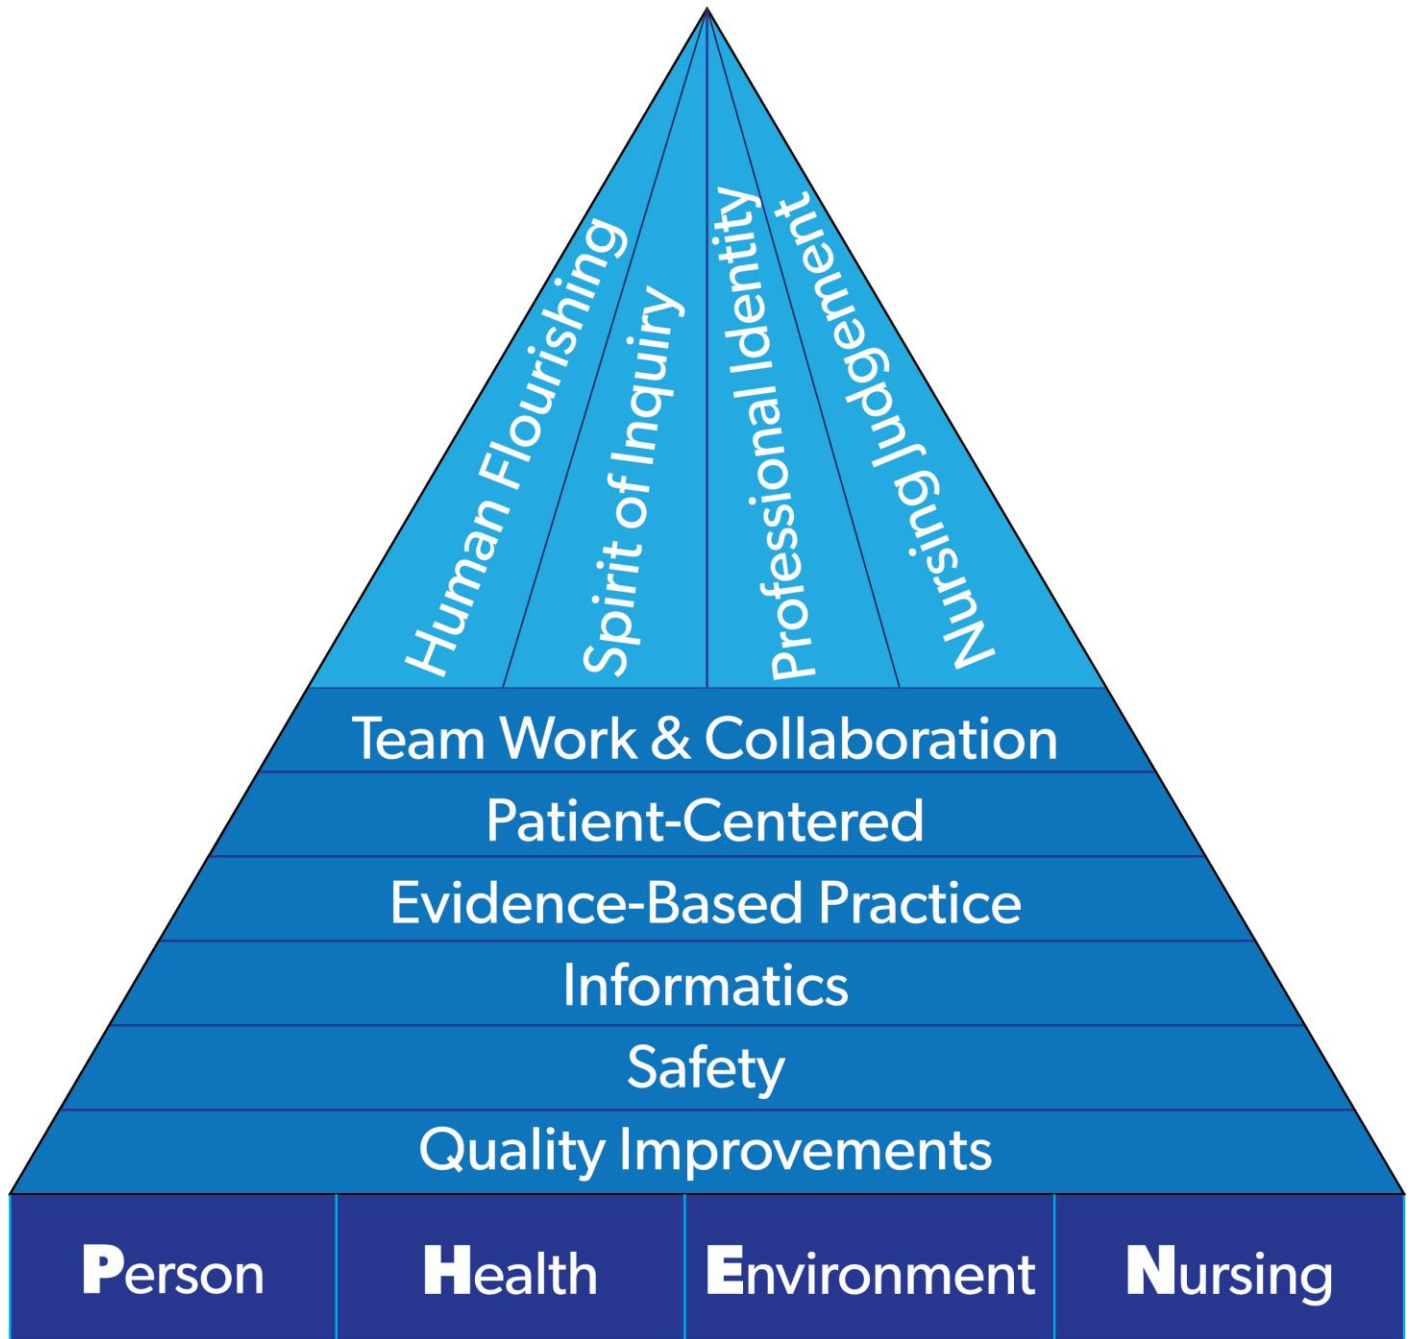 Human Flourishing
Spirit of Inquiry
Professional Identity
Nursing Judgement
Team Work & Collaboration
Patient-Centered
Evidence-Based Practice
Informatics
Safety
Quality Improvements
Person
Health
Environment
Nursing